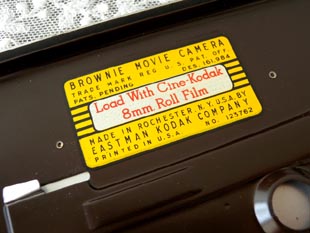 BROWNIE MOVIE CAMERA
TRADE MARK REG. U. S. PAT. OFF.
PATS. PENDING DES. 161,984
Load With Ciné-Kodak
8mm Roll Film
MADE IN ROCHESTER, N.Y., U.S.A. BY
EASTMAN KODAK COMPANY
PRINTED IN U.S.A. NO. 125762